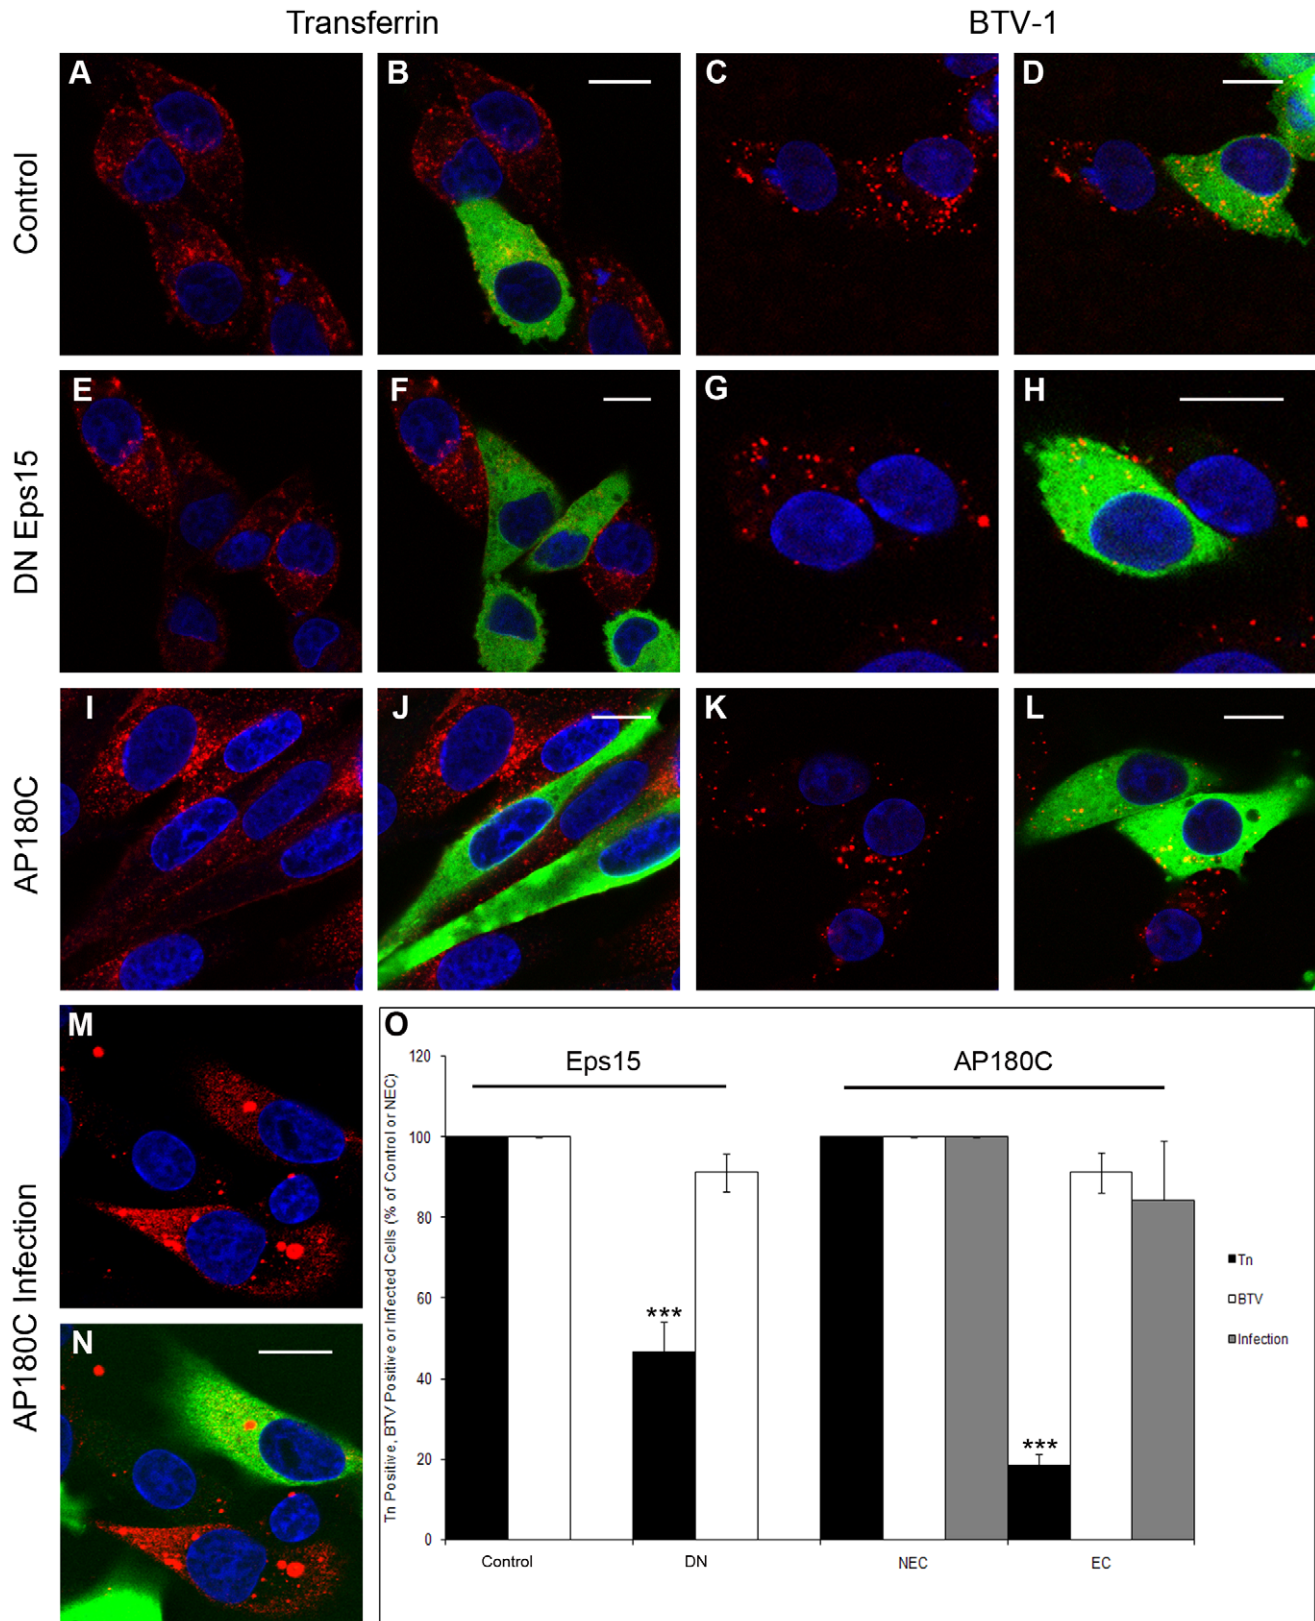 Transferrin
BTV-1
Control
A
B
C
D
DN Eps15
E
F
G
H
AP180C
I
J
K
L
AP180C Infection
M
N
O
Tn Positive, BTV Positive or Infected Cells (% of Control or NEC)
120
100
80
60
40
20
0
Eps15
AP180C
***
***
Control
DN
NEC
EC
Tn
BTV
Infection